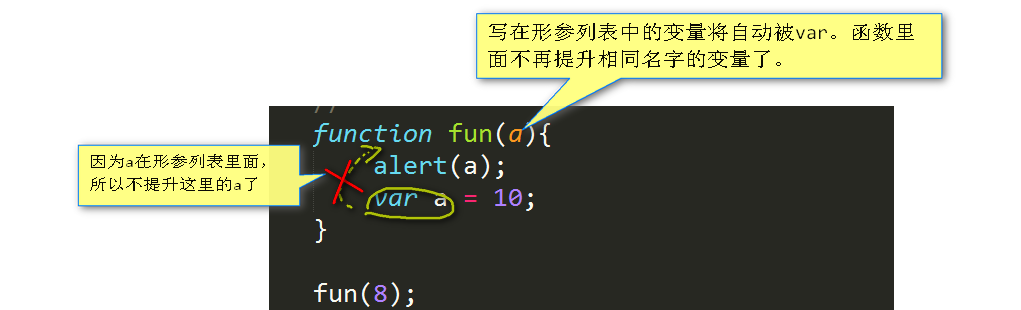 写在形参列表中的变量将自动被var。函数里
面不再提升相同名字的变量了。
//
function fun(a){
因为a在形参列表里面,
所以不提升这里的a了
alert(a);
var a = 10;
}
fun(8);